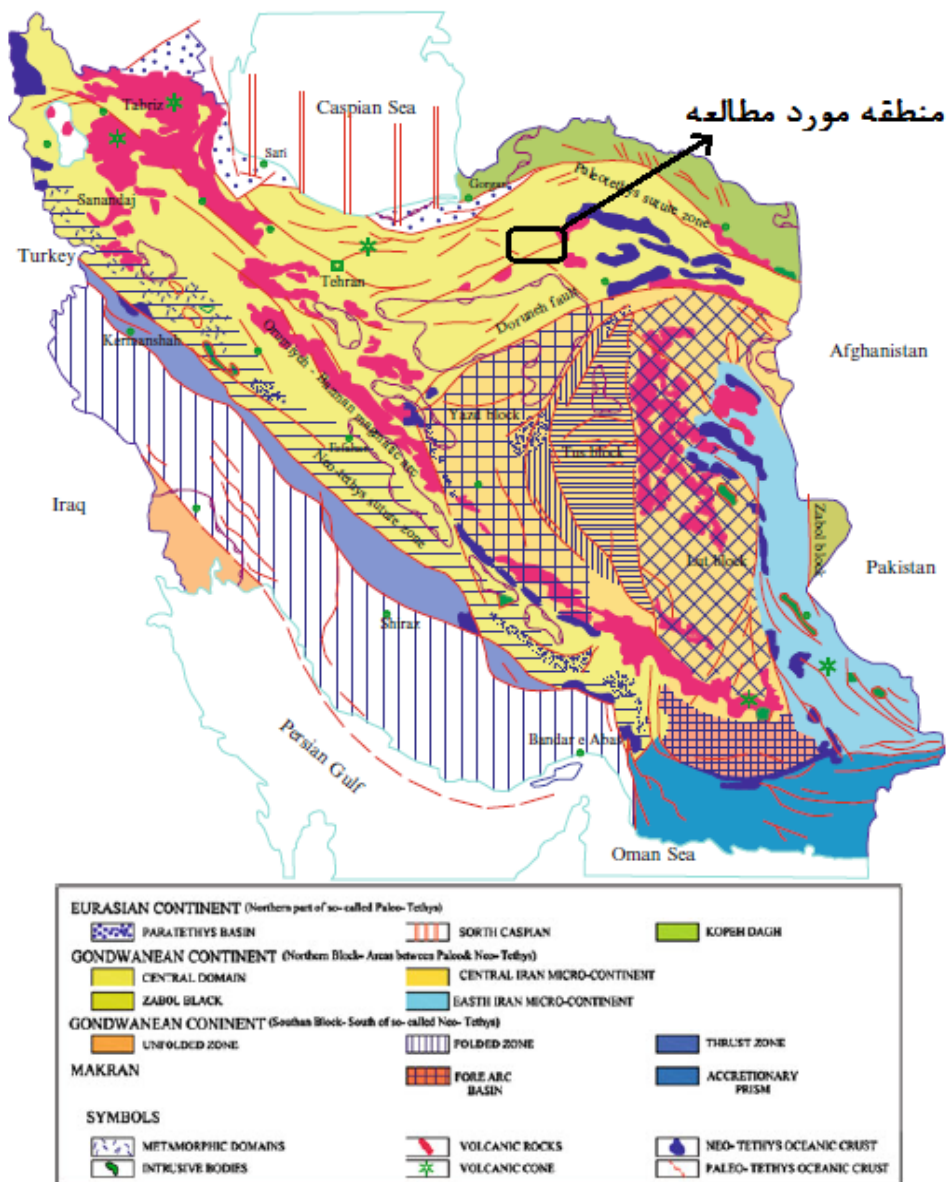 Caspian Sea
منطقه مورد مطالعه
Tabriz
Sari
Gorgan
Paleotethys suture zone
Sanandaj
Turkey
Tehran
Doruneh fault
Kermanshah
Afghanistan
Yazd block
Neo-tethys suture zone
Iraq
Lut block
Zabol block
Pakistan
Shiraz
Persian Gulf
Bandar e Abas
Oman Sea
EURASIAN CONTINENT (Northern part of so-called Paleo-Tethys)
PARATETHYS BASIN
SORTH CASPIAN
KOPEH DAGH
GONDWANEAN CONTINENT (Northern Block- Areas between Paleo& Neo-Tethys)
CENTRAL DOMAIN
CENTRAL IRAN MICRO-CONTINENT
ZABOL BLACK
EASTH IRAN MICRO-CONTINENT
GONDWANEAN CONINENT (Southan Block- South of so-called Neo- Tethys)
UNFOLDED ZONE
FOLDED ZONE
THRUST ZONE
MAKRAN
FORE ARC
BASIN
ACCRETIONARY
PRISM
SYMBOLS
METAMORPHIC DOMAINS
VOLCANIC ROCKS
NEO- TETHYS OCEANIC CRUST
INTRUSIVE BODIES
VOLCANIC CONE
PALEO- TETHYS OCEANIC CRUST